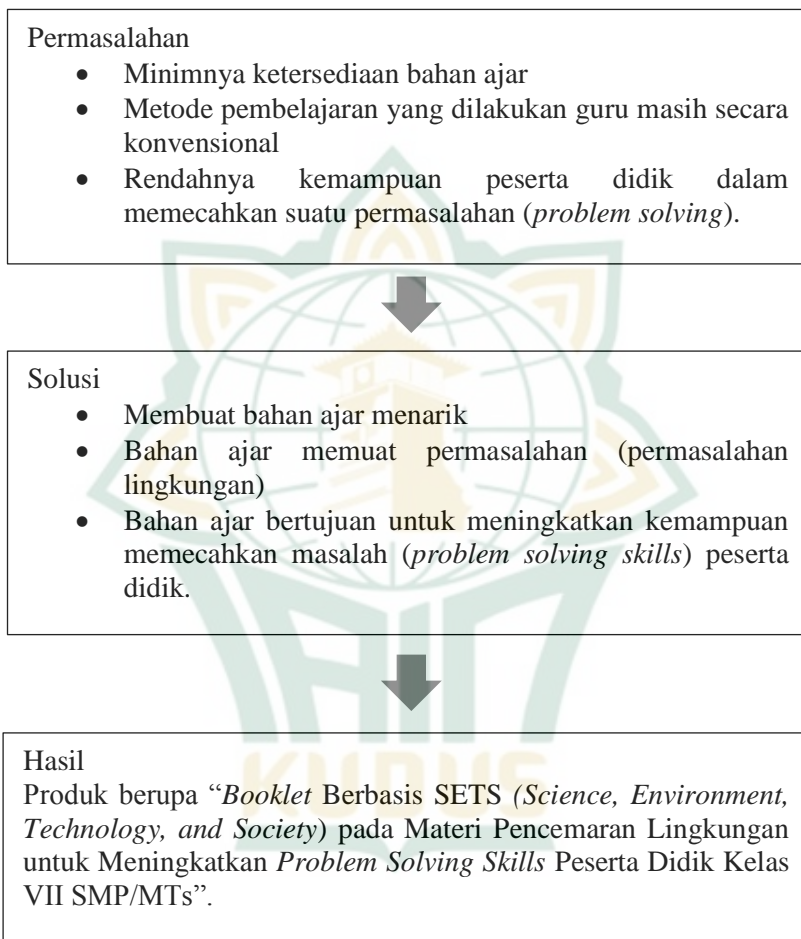 Permasalahan
• Minimnya ketersediaan bahan ajar
• Metode pembelajaran yang dilakukan guru masih secara
konvensional
• Rendahnya kemampuan peserta didik dalam
memecahkan suatu permasalahan (problem solving).
Solusi
• Membuat bahan ajar menarik
• Bahan ajar memuat permasalahan (permasalahan
lingkungan)
• Bahan ajar bertujuan untuk meningkatkan kemampuan
memecahkan masalah (problem solving skills) peserta
didik.
Hasil
Produk berupa “Booklet Berbasis SETS (Science, Environment,
Technology, and Society) pada Materi Pencemaran Lingkungan
untuk Meningkatkan Problem Solving Skills Peserta Didik Kelas
VII SMP/MTs”.
IAIN
KUDUS